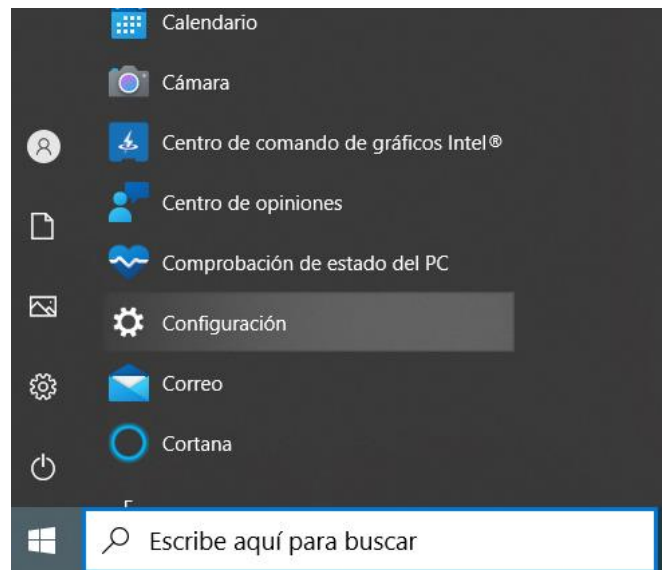 Calendario
Cámara
Centro de comando de gráficos Intel®
Centro de opiniones
Comprobación de estado del PC
Configuración
Correo
Cortana
Escribe aquí para buscar